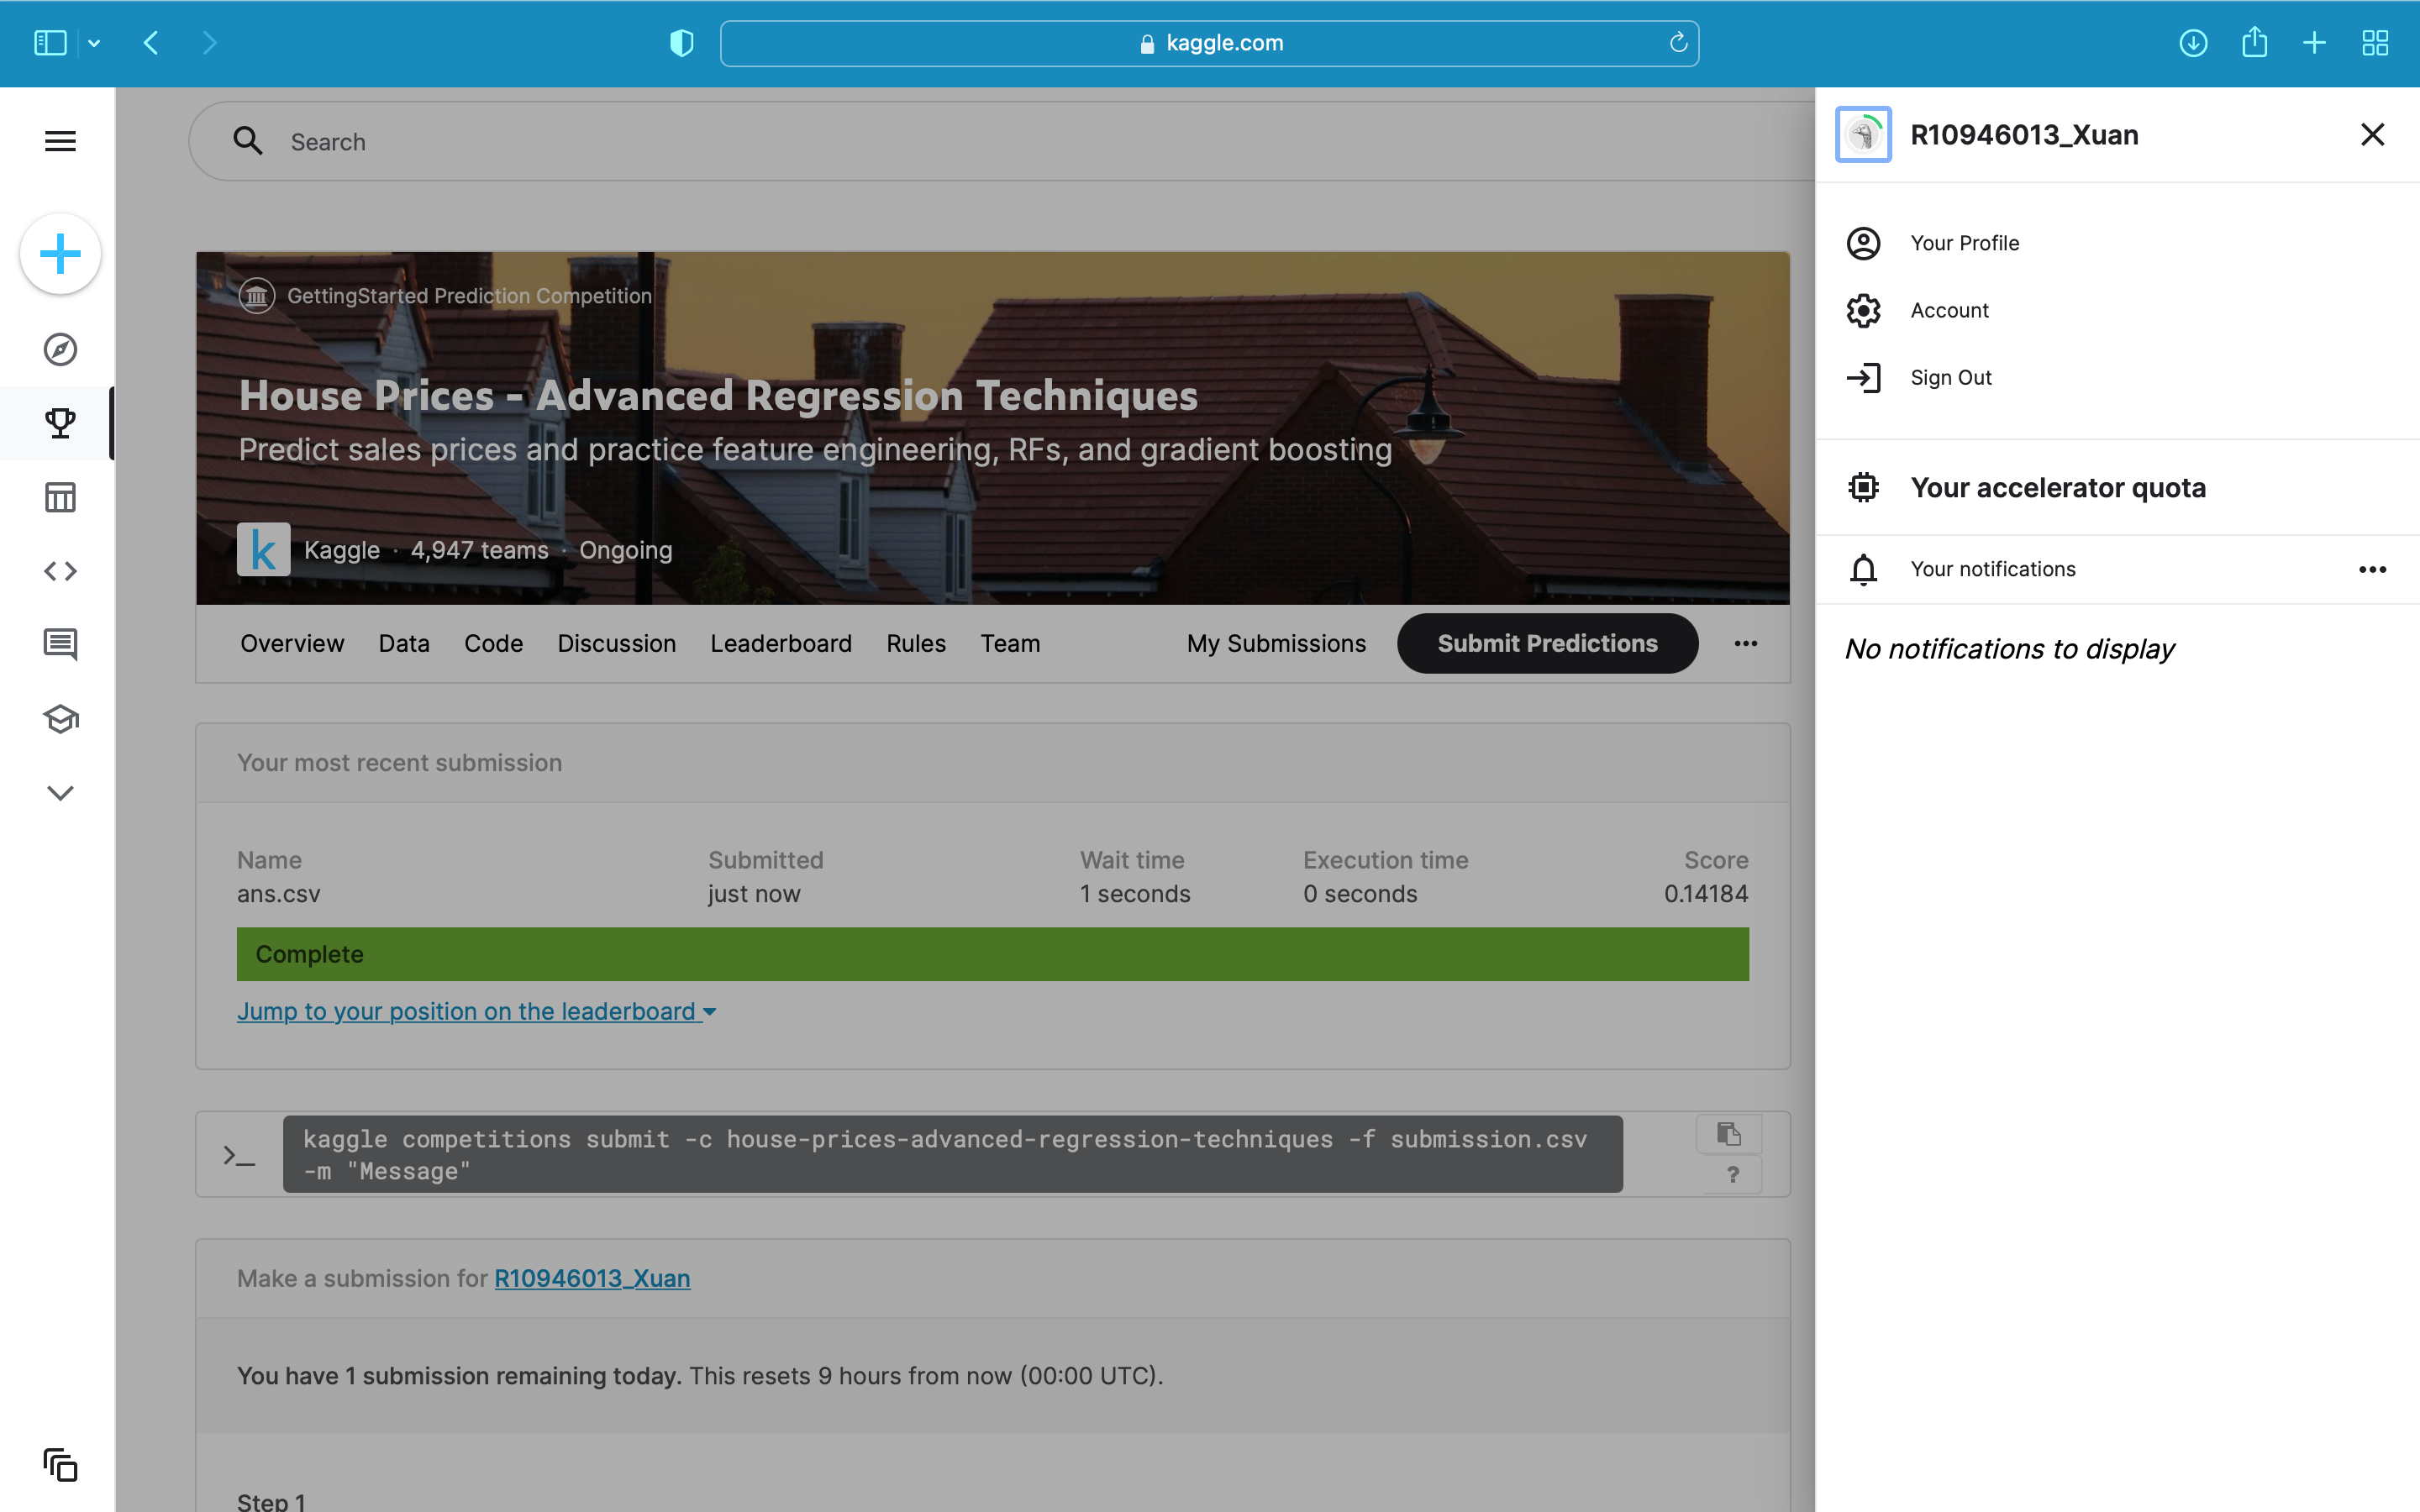 kaggle.com
Search
R10946013_Xuan
Your Profile
Account
Sign Out
Your accelerator quota
Your notifications
No notifications to display
GettingStarted Prediction Competition
House Prices - Advanced Regression Techniques
Predict sales prices and practice feature engineering, RFs, and gradient boosting
k Kaggle · 4,947 teams · Ongoing
Overview Data Code Discussion Leaderboard Rules Team My Submissions Submit Predictions
Your most recent submission
Name Submitted Wait time Execution time Score
ans.csv just now 1 seconds 0 seconds 0.14184
Complete
Jump to your position on the leaderboard
>_ kaggle competitions submit -c house-prices-advanced-regression-techniques -f submission.csv
-m "Message"
?
Make a submission for R10946013_Xuan
You have 1 submission remaining today. This resets 9 hours from now (00:00 UTC).
Step 1